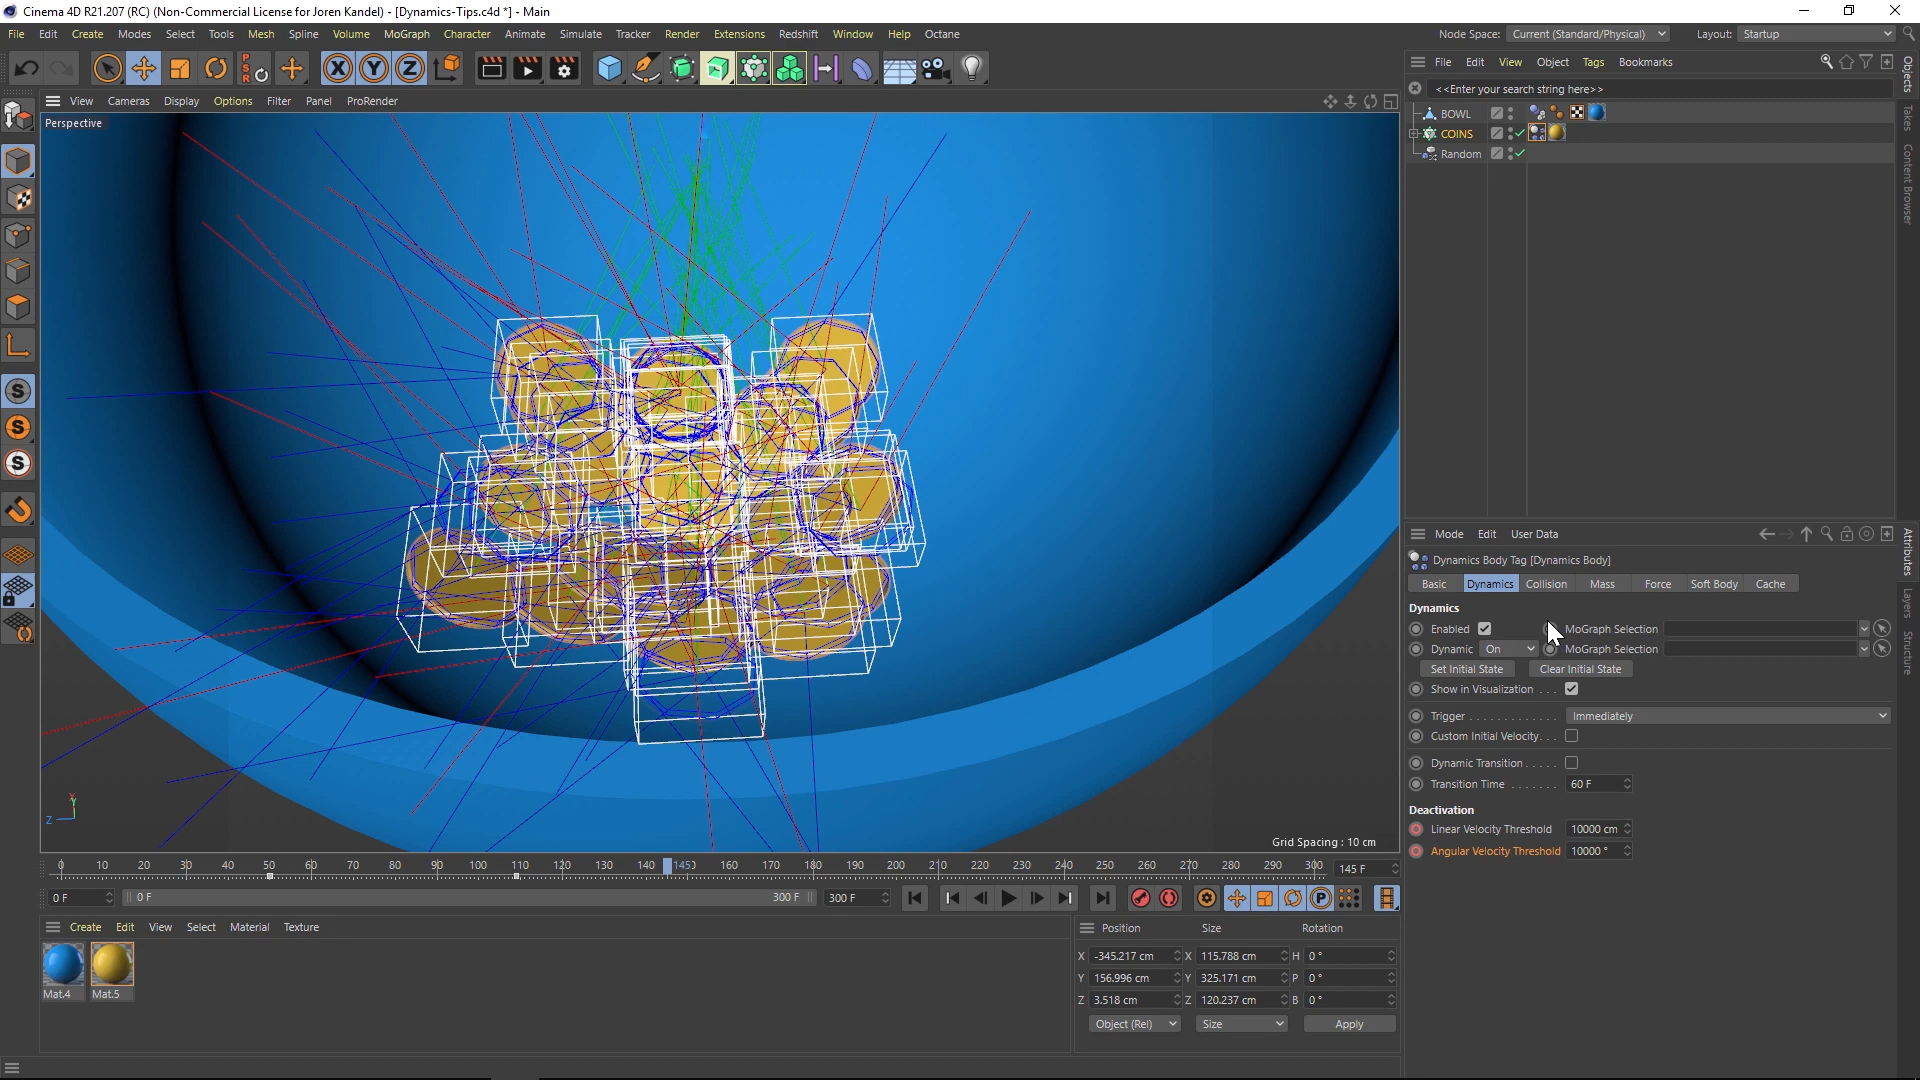 Cinema 4D R21.207 (RC) (Non-Commercial License for Joren Kandel) - [Dynamics-Tips.c4d *] - Main
File Edit Create Modes Select Tools Mesh Spline Volume MoGraph Character Animate Simulate Tracker Render Extensions Redshift Window Help Octane Node Space: Current (Standard/Physical) Layout: Startup
PSR X Y Z
File Edit View Object Tags Bookmarks
<<Enter your search string here>>
View Cameras Display Options Filter Panel ProRender
Perspective
BOWL
COINS
Random
Objects
Takes
Content Browser
S
S
S
Mode Edit User Data
Dynamics Body Tag [Dynamics Body]
Basic Dynamics Collision Mass Force Soft Body Cache
Dynamics
Enabled MoGraph Selection
Dynamic On MoGraph Selection
Set Initial State Clear Initial State
Show in Visualization . . .
Trigger . . . . . . . . . . . . . Immediately
Custom Initial Velocity. . .
Dynamic Transition . . . . .
Transition Time . . . . . . . 60 F
Deactivation
Linear Velocity Threshold 10000 cm
Angular Velocity Threshold 10000 °
Attributes
Layers
Structure
Y
Z
Grid Spacing : 10 cm
0 10 20 30 40 50 60 70 80 90 100 110 120 130 140 145 160 170 180 190 200 210 220 230 240 250 260 270 280 290 300 145 F
0 F 0 F 300 F 300 F
P
Create Edit View Select Material Texture
Mat.4 Mat.5
Position Size Rotation
X -345.217 cm X 115.788 cm H 0 °
Y 156.996 cm Y 325.171 cm P 0 °
Z 3.518 cm Z 120.237 cm B 0 °
Object (Rel) Size Apply